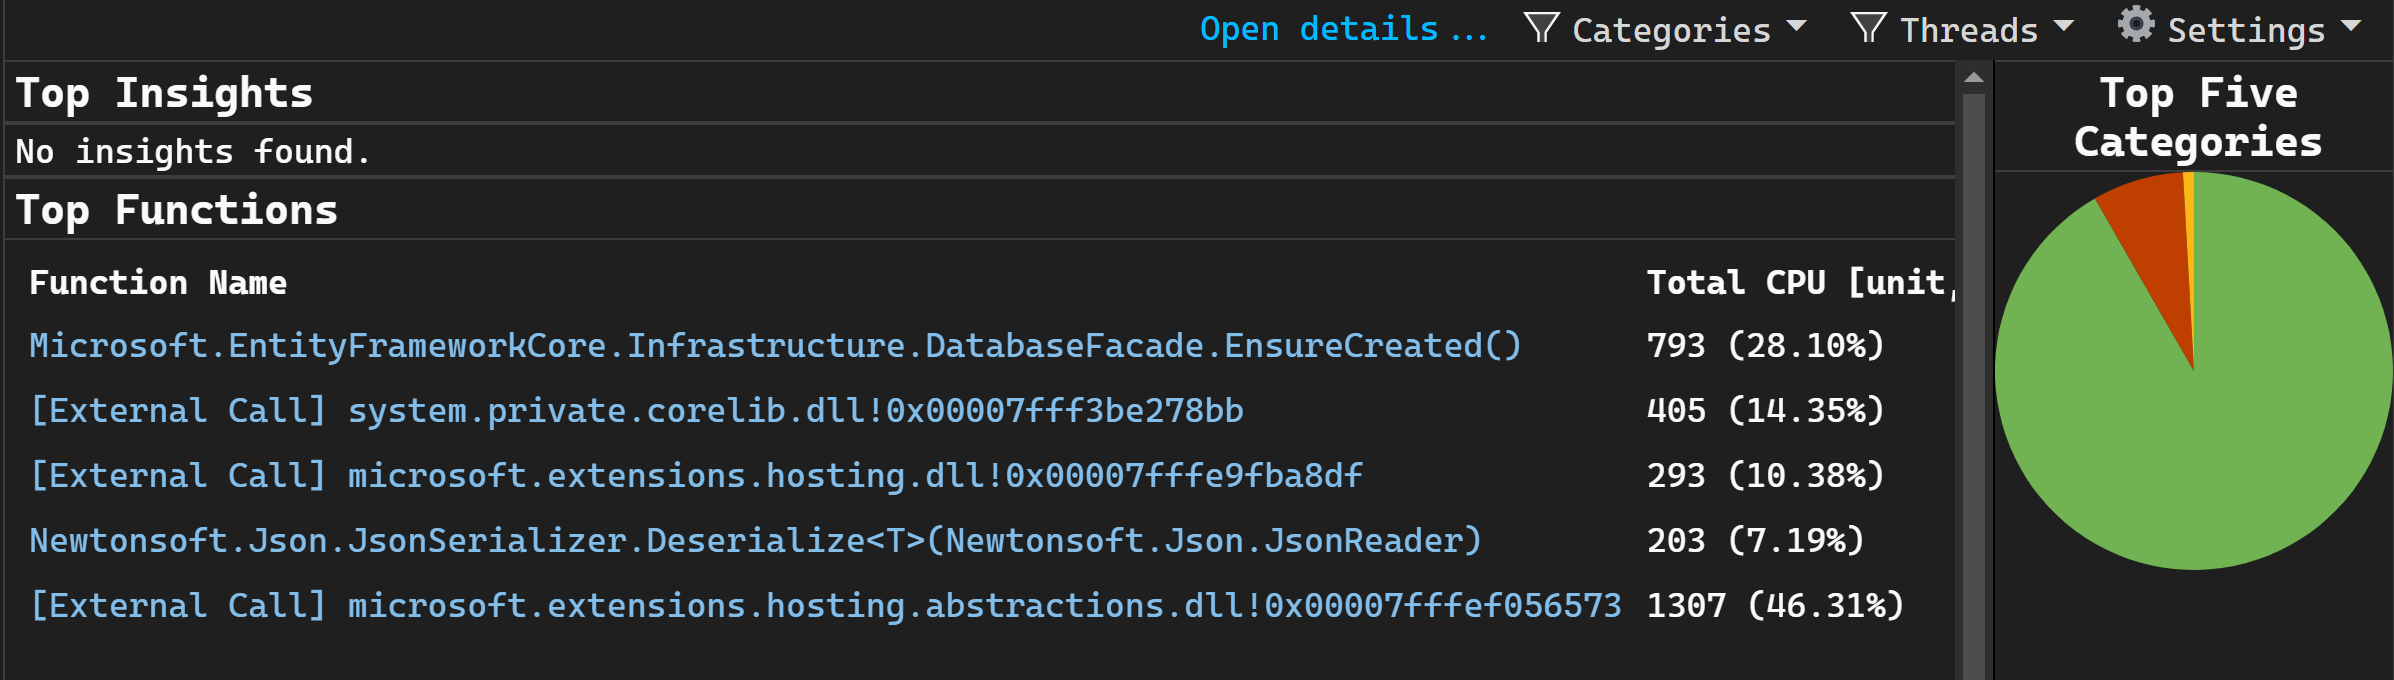 Open details... Categories Threads Settings
Top Insights
No insights found.
Top Functions
Function Name Total CPU [unit,
Microsoft.EntityFrameworkCore.Infrastructure.DatabaseFacade.EnsureCreated() 793 (28.10%)
[External Call] system.private.corelib.dll!0x00007fff3be278bb 405 (14.35%)
[External Call] microsoft.extensions.hosting.dll!0x00007fffe9fba8df 293 (10.38%)
Newtonsoft.Json.JsonSerializer.Deserialize<T>(Newtonsoft.Json.JsonReader) 203 (7.19%)
[External Call] microsoft.extensions.hosting.abstractions.dll!0x00007fffef056573 1307 (46.31%)
Top Five
Categories